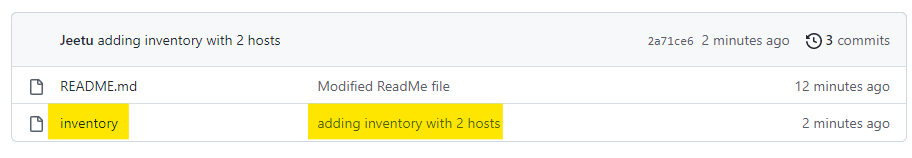 Jeetu adding inventory with 2 hosts 2a71ce6 2 minutes ago 3 commits
README.md Modified ReadMe file 12 minutes ago
inventory adding inventory with 2 hosts 2 minutes ago